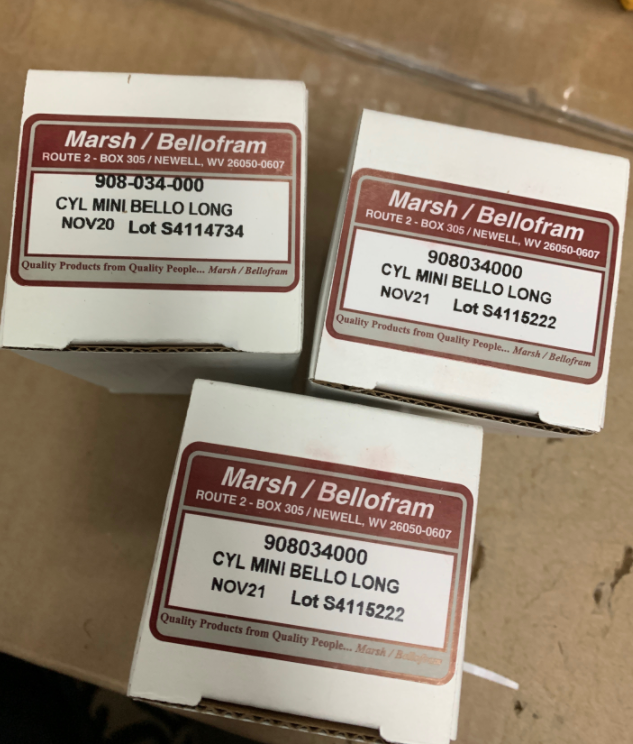 Marsh / Bellofram
ROUTE 2 - BOX 305 / NEWELL, WV 26050-0607
908-034-000
CYL MINI BELLO LONG
NOV20 Lot S4114734
Quality Products from Quality People... Marsh / Bellofram
Marsh / Bellofram
ROUTE 2 - BOX 305 / NEWELL, WV 26050-0607
908034000
CYL MINI BELLO LONG
NOV21 Lot S4115222
Quality Products from Quality People... Marsh / Bellofram
Marsh / Bellofram
ROUTE 2 - BOX 305 / NEWELL, WV 26050-0607
908034000
CYL MINI BELLO LONG
NOV21 Lot S4115222
Quality Products from Quality People... Marsh / Bellofram